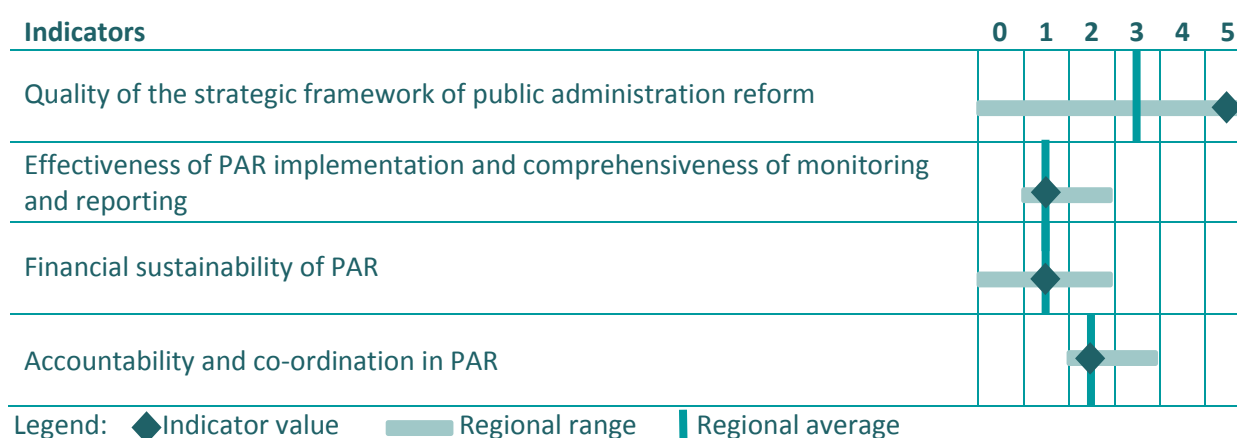 Indicators 0 1 2 3 4 5
Quality of the strategic framework of public administration reform
Effectiveness of PAR implementation and comprehensiveness of monitoring
and reporting
Financial sustainability of PAR
Accountability and co-ordination in PAR
Legend: Indicator value Regional range Regional average